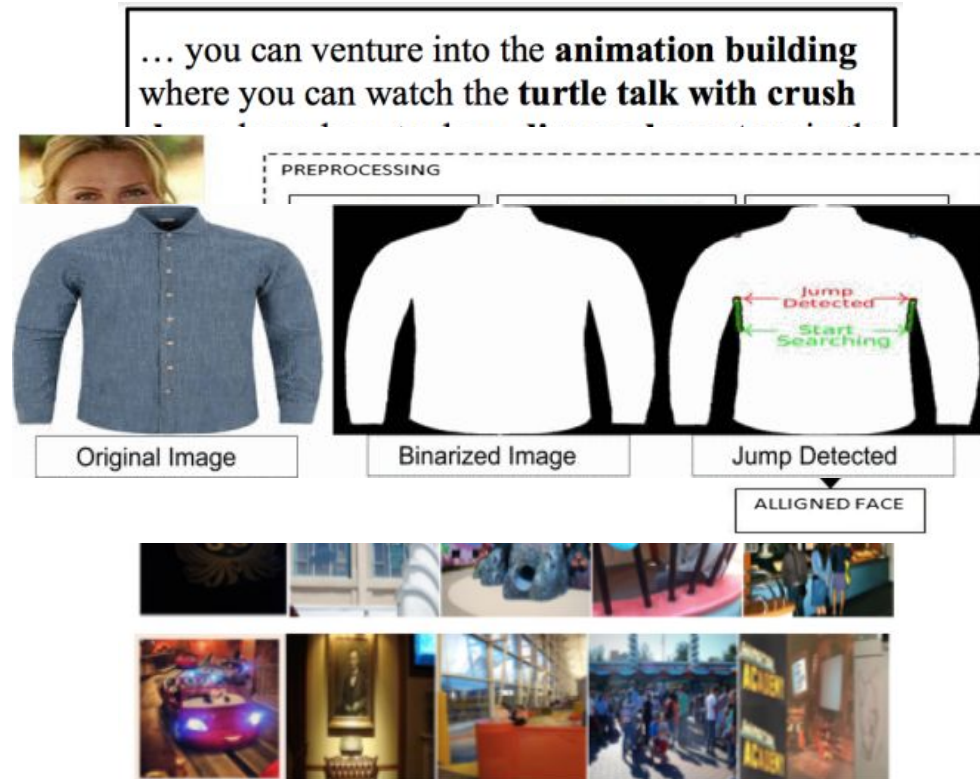 … you can venture into the animation building
where you can watch the turtle talk with crush
PREPROCESSING
Jump
Detected
Start
Searching
Original Image
Binarized Image
Jump Detected
ALLIGNED FACE
ACADEMY